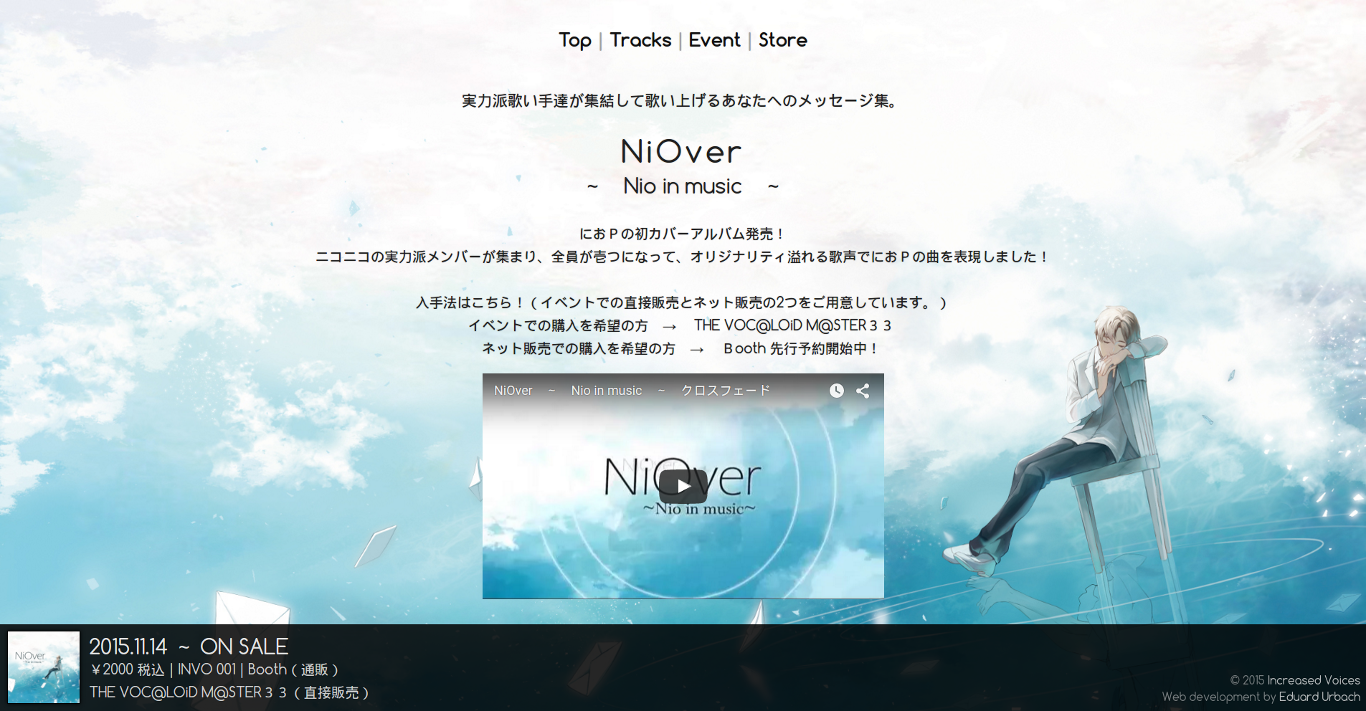 Top | Tracks | Event | Store
実力派歌い手達が集結して歌い上げるあなたへのメッセージ集。
NiOver
~ Nio in music ~
におPの初カバーアルバム発売！
ニコニコの実力派メンバーが集まり、全員が壱つになって、オリジナリティ溢れる歌声でにおPの曲を表現しました！
入手法はこちら！ ( イベントでの直接販売とネット販売の2つをご用意しています。 )
イベントでの購入を希望の方 → THE VOC@LOiD M@STER３３
ネット販売での購入を希望の方 → Booth 先行予約開始中！
NiOver ~ Nio in music ~ クロスフェード
NiOver
~Nio in music~
NiOver
2015.11.14 ~ ON SALE
￥2000 税込 | INVO 001 | Booth ( 通販 )
THE VOC@LOiD M@STER３３ ( 直接販売 )
© 2015 Increased Voices
Web development by Eduard Urbach